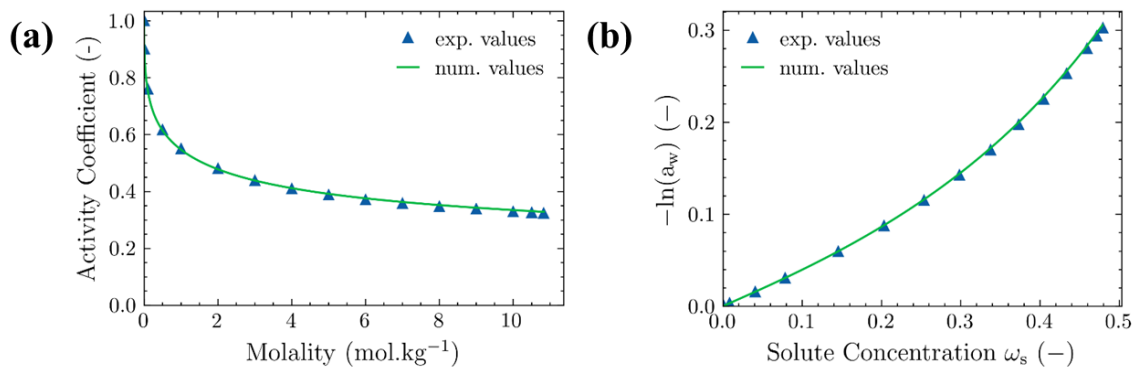 (a)
Activity Coefficient (-)
1.0
0.8
0.6
0.4
0.2
0.0
exp. values
num. values
0
2
4
6
8
10
Molality (mol.kg⁻¹)
(b)
−ln(a_w) (−)
0.3
0.2
0.1
0.0
exp. values
num. values
0.0
0.1
0.2
0.3
0.4
0.5
Solute Concentration ω_s (−)